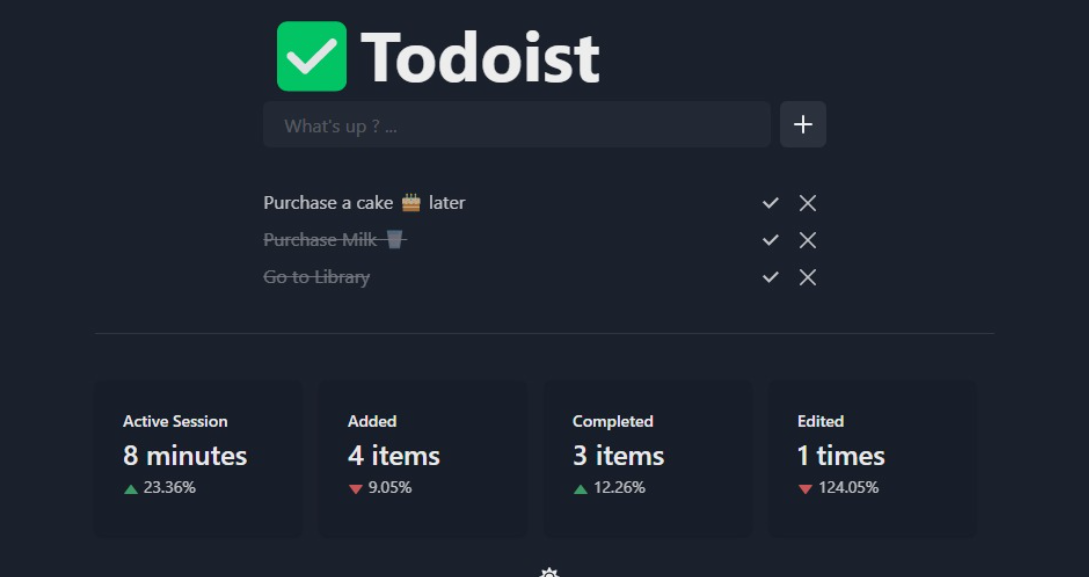 ✅ Todoist
What's up ? ...
Purchase a cake 🎂 later
Purchase Milk 🥛
Go to Library
Active Session
8 minutes
▲ 23.36%
Added
4 items
▼ 9.05%
Completed
3 items
▲ 12.26%
Edited
1 times
▼ 124.05%